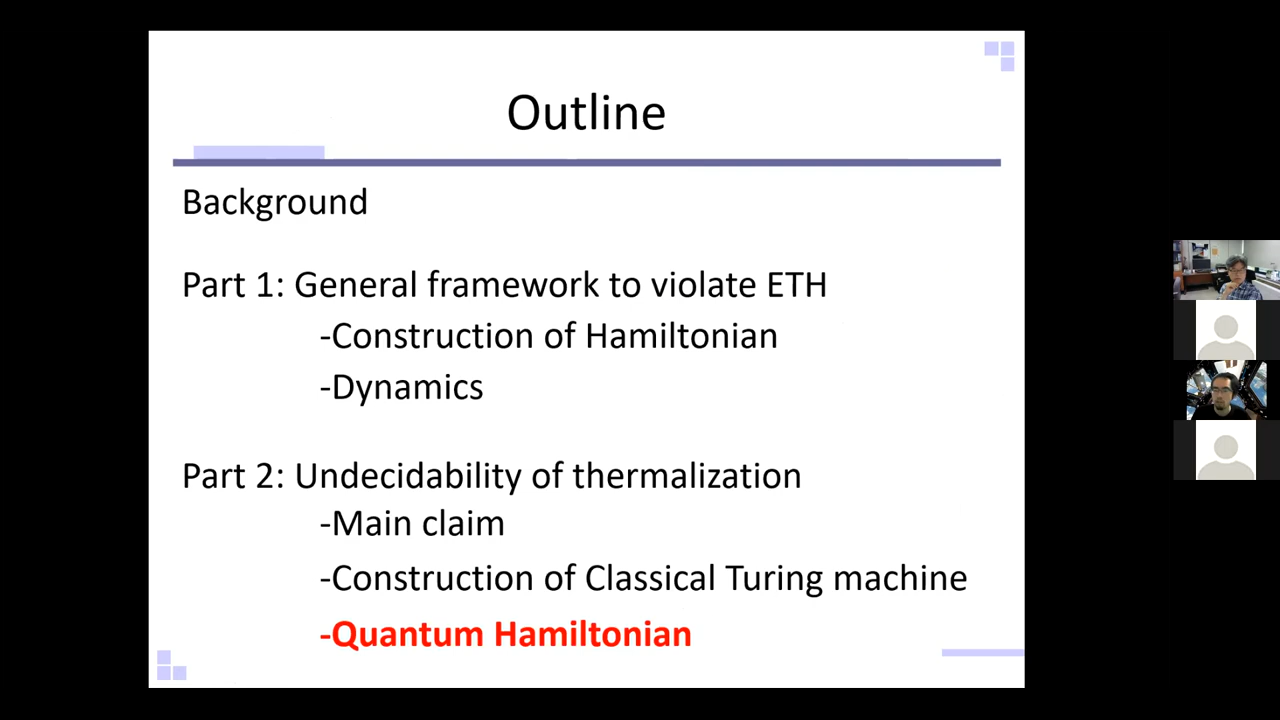 Outline
Background
Part 1: General framework to violate ETH
-Construction of Hamiltonian
-Dynamics
Part 2: Undecidability of thermalization
-Main claim
-Construction of Classical Turing machine
-Quantum Hamiltonian